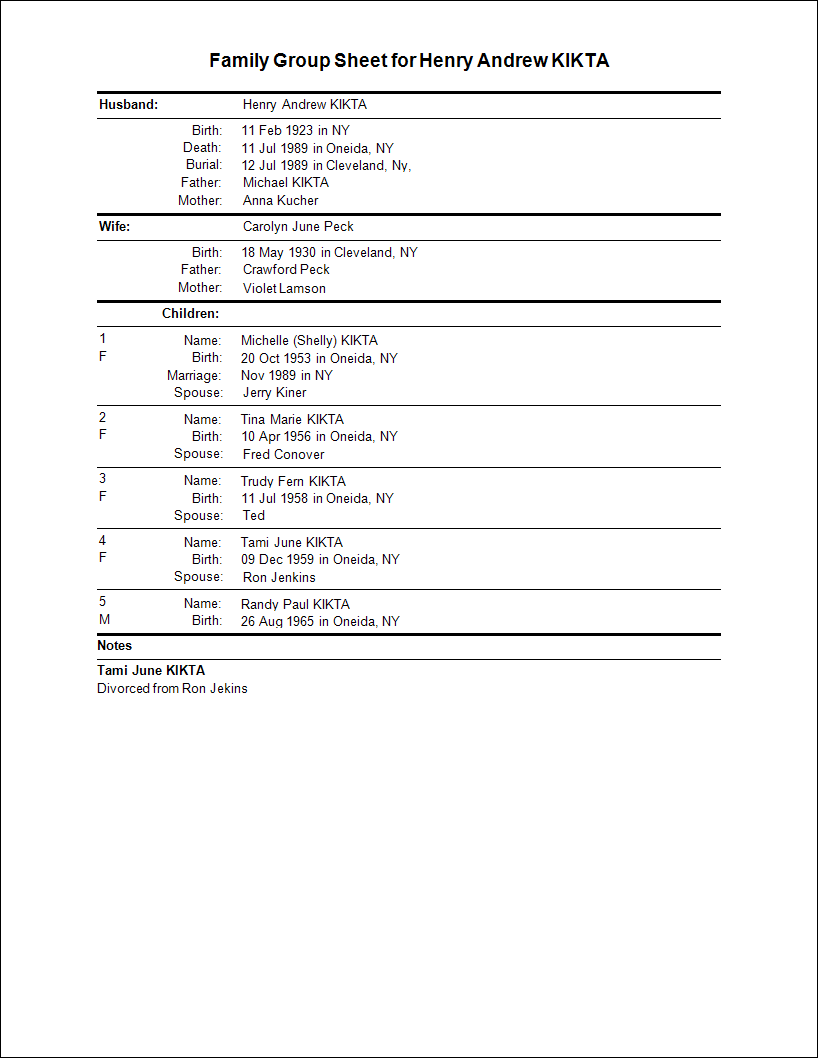 Family Group Sheet for Henry Andrew KIKTA
Husband: Henry Andrew KIKTA
Birth: 11 Feb 1923 in NY
Death: 11 Jul 1989 in Oneida, NY
Burial: 12 Jul 1989 in Cleveland, Ny,
Father: Michael KIKTA
Mother: Anna Kucher
Wife: Carolyn June Peck
Birth: 18 May 1930 in Cleveland, NY
Father: Crawford Peck
Mother: Violet Lamson
Children:
1 Name: Michelle (Shelly) KIKTA
F Birth: 20 Oct 1953 in Oneida, NY
Marriage: Nov 1989 in NY
Spouse: Jerry Kiner
2 Name: Tina Marie KIKTA
F Birth: 10 Apr 1956 in Oneida, NY
Spouse: Fred Conover
3 Name: Trudy Fern KIKTA
F Birth: 11 Jul 1958 in Oneida, NY
Spouse: Ted
4 Name: Tami June KIKTA
F Birth: 09 Dec 1959 in Oneida, NY
Spouse: Ron Jenkins
5 Name: Randy Paul KIKTA
M Birth: 26 Aug 1965 in Oneida, NY
Notes
Tami June KIKTA
Divorced from Ron Jekins